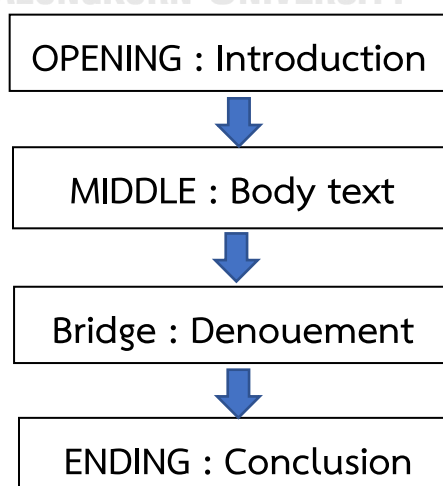 OPENING : Introduction
MIDDLE : Body text
Bridge : Denouement
ENDING : Conclusion